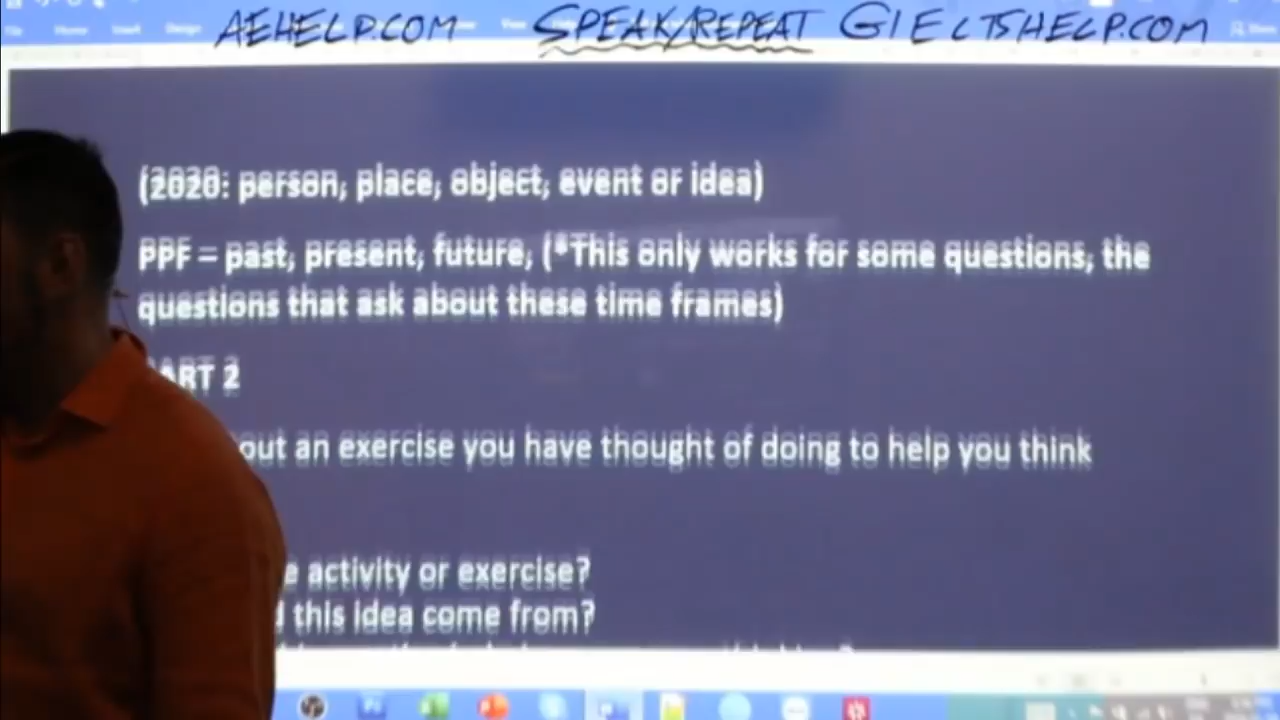 AEHELP.COM SPEAK/REPEAT GIELTSHELP.COM
(2020: person, place, object, event or idea)
PPF = past, present, future, (*This only works for some questions, the
questions that ask about these time frames)
ART 2
out an exercise you have thought of doing to help you think
e activity or exercise?
this idea come from?